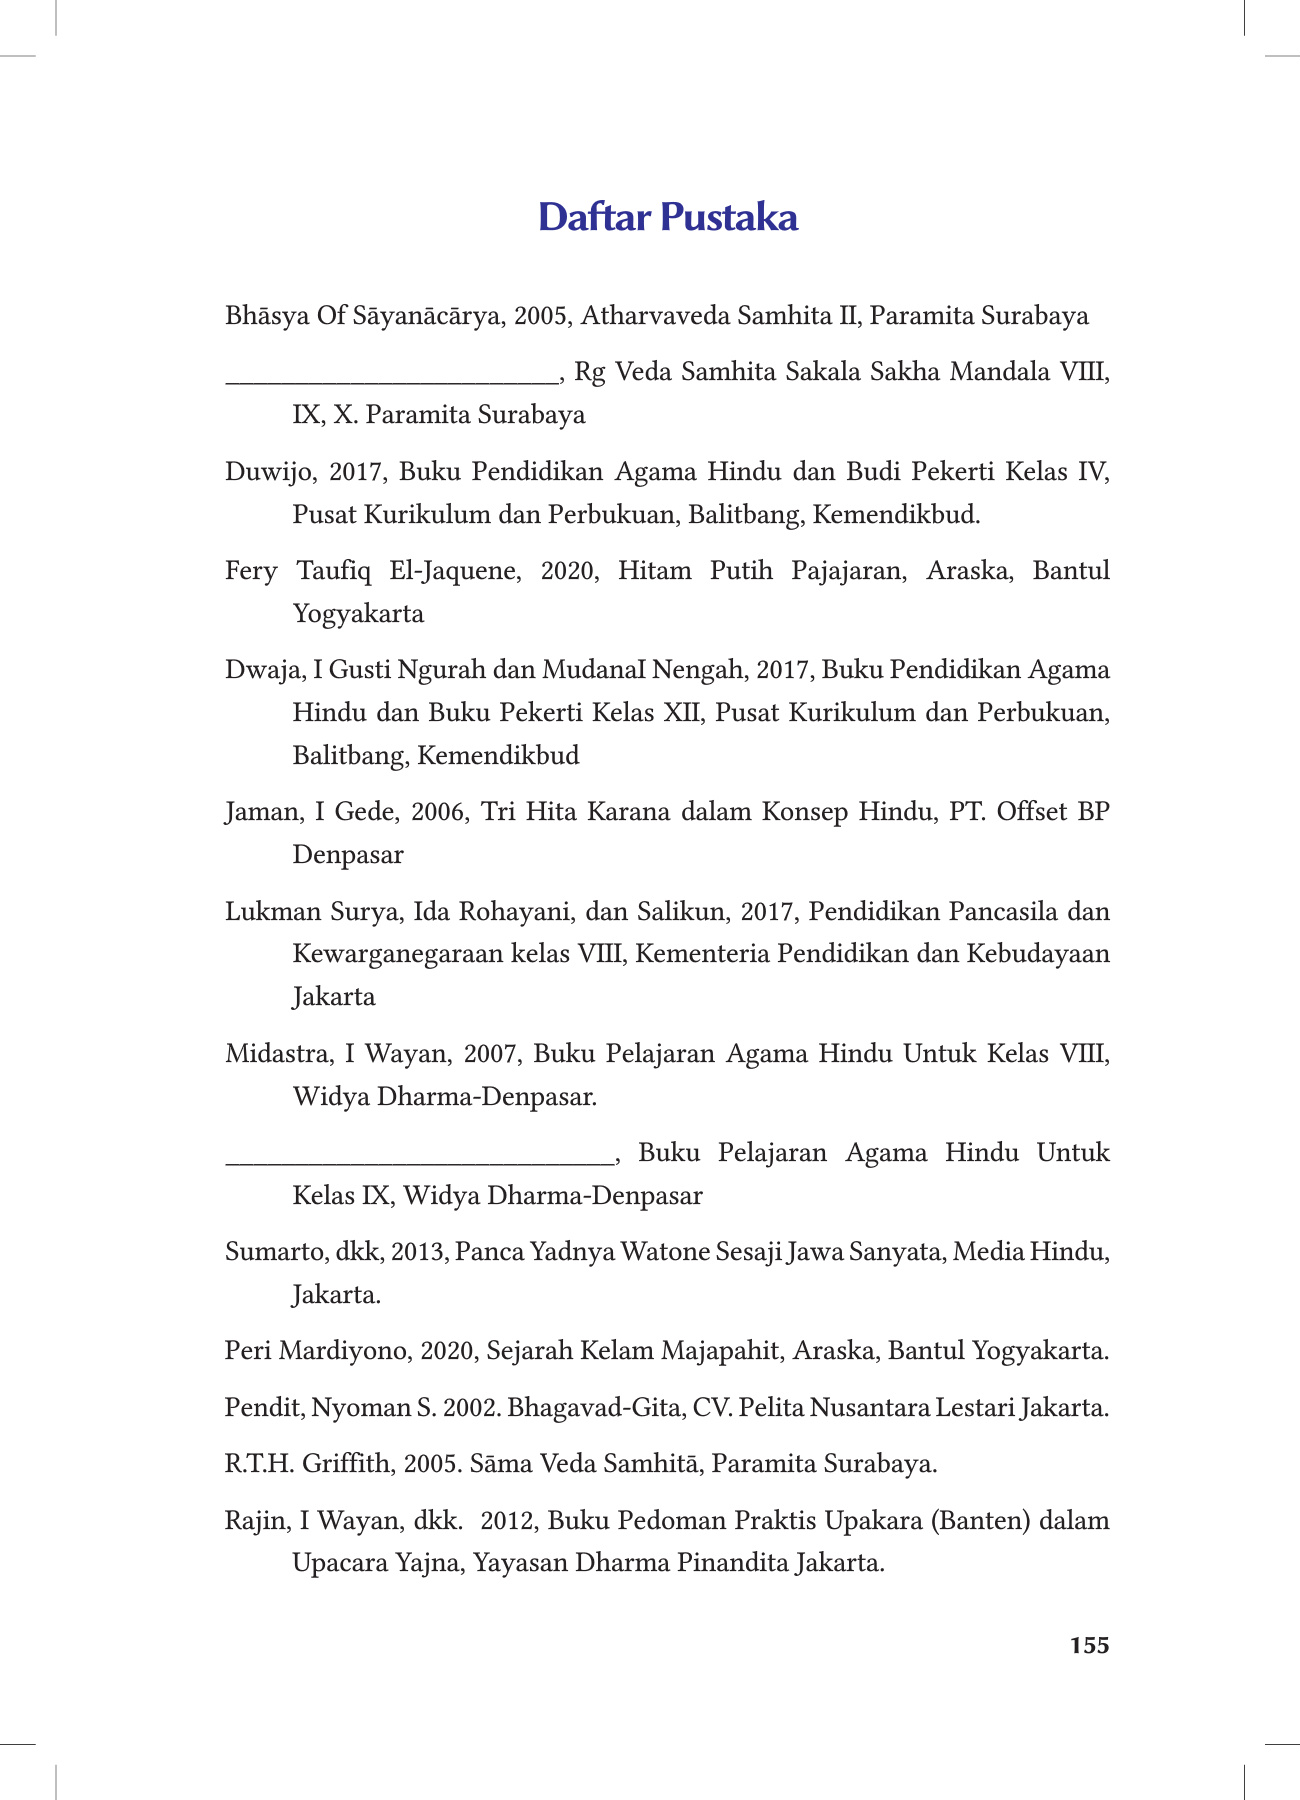 Daftar Pustaka
Bhāsya Of Sāyanācārya, 2005, Atharvaveda Samhita II, Paramita Surabaya
________________________, Rg Veda Samhita Sakala Sakha Mandala VIII,
IX, X. Paramita Surabaya
Duwijo, 2017, Buku Pendidikan Agama Hindu dan Budi Pekerti Kelas IV,
Pusat Kurikulum dan Perbukuan, Balitbang, Kemendikbud.
Fery Taufiq El-Jaquene, 2020, Hitam Putih Pajajaran, Araska, Bantul
Yogyakarta
Dwaja, I Gusti Ngurah dan MudanaI Nengah, 2017, Buku Pendidikan Agama
Hindu dan Buku Pekerti Kelas XII, Pusat Kurikulum dan Perbukuan,
Balitbang, Kemendikbud
Jaman, I Gede, 2006, Tri Hita Karana dalam Konsep Hindu, PT. Offset BP
Denpasar
Lukman Surya, Ida Rohayani, dan Salikun, 2017, Pendidikan Pancasila dan
Kewarganegaraan kelas VIII, Kementeria Pendidikan dan Kebudayaan
Jakarta
Midastra, I Wayan, 2007, Buku Pelajaran Agama Hindu Untuk Kelas VIII,
Widya Dharma-Denpasar.
____________________________, Buku Pelajaran Agama Hindu Untuk
Kelas IX, Widya Dharma-Denpasar
Sumarto, dkk, 2013, Panca Yadnya Watone Sesaji Jawa Sanyata, Media Hindu,
Jakarta.
Peri Mardiyono, 2020, Sejarah Kelam Majapahit, Araska, Bantul Yogyakarta.
Pendit, Nyoman S. 2002. Bhagavad-Gita, CV. Pelita Nusantara Lestari Jakarta.
R.T.H. Griffith, 2005. Sāma Veda Samhitā, Paramita Surabaya.
Rajin, I Wayan, dkk.  2012, Buku Pedoman Praktis Upakara (Banten) dalam
Upacara Yajna, Yayasan Dharma Pinandita Jakarta.
155